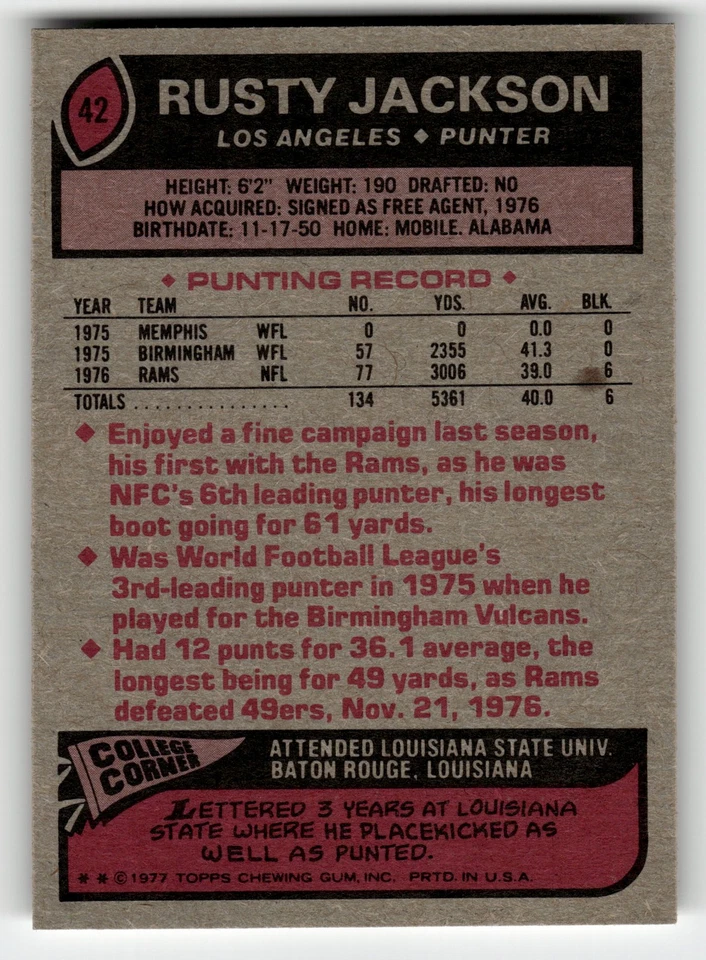 42
RUSTY JACKSON
LOS ANGELES ◆ PUNTER
HEIGHT: 6'2" WEIGHT: 190 DRAFTED: NO
HOW ACQUIRED: SIGNED AS FREE AGENT, 1976
BIRTHDATE: 11-17-50 HOME: MOBILE, ALABAMA
◆ PUNTING RECORD ◆
YEAR TEAM NO. YDS. AVG. BLK.
1975 MEMPHIS WFL 0 0 0.0 0
1975 BIRMINGHAM WFL 57 2355 41.3 0
1976 RAMS NFL 77 3006 39.0 6
TOTALS ................ 134 5361 40.0 6
◆ Enjoyed a fine campaign last season,
his first with the Rams, as he was
NFC's 6th leading punter, his longest
boot going for 61 yards.
◆ Was World Football League's
3rd-leading punter in 1975 when he
played for the Birmingham Vulcans.
◆ Had 12 punts for 36.1 average, the
longest being for 49 yards, as Rams
defeated 49ers, Nov. 21, 1976.
COLLEGE
CORNER
ATTENDED LOUISIANA STATE UNIV.
BATON ROUGE, LOUISIANA
LETTERED 3 YEARS AT LOUISIANA
STATE WHERE HE PLACEKICKED AS
WELL AS PUNTED.
* * © 1977 TOPPS CHEWING GUM, INC. PRTD. IN U.S.A.